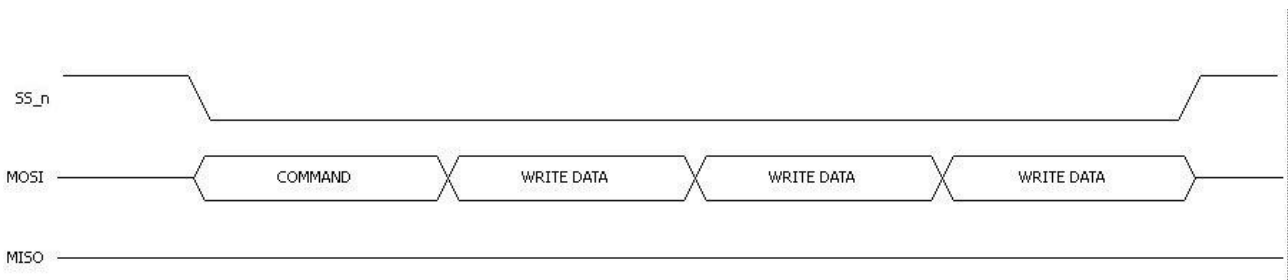 SS_n
MOSI COMMAND WRITE DATA WRITE DATA WRITE DATA
MISO